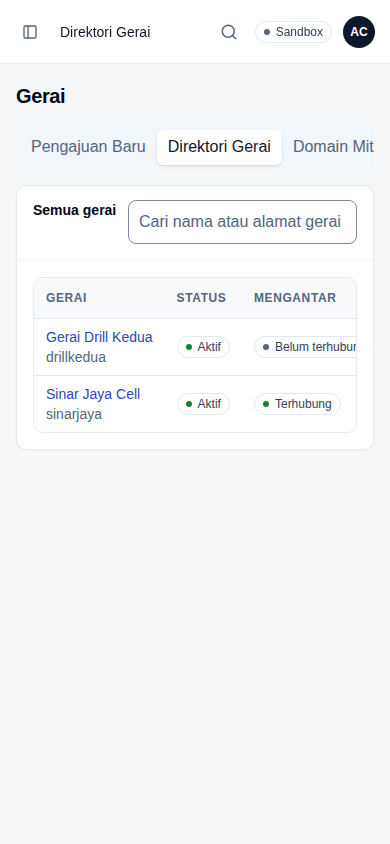 Direktori Gerai
Sandbox
AC
Gerai
Pengajuan Baru
Direktori Gerai
Domain Mit
Semua gerai
Cari nama atau alamat gerai
GERAI STATUS MENGANTAR
Gerai Drill Kedua
drillkedua
Aktif
Belum terhubun
Sinar Jaya Cell
sinarjaya
Aktif
Terhubung